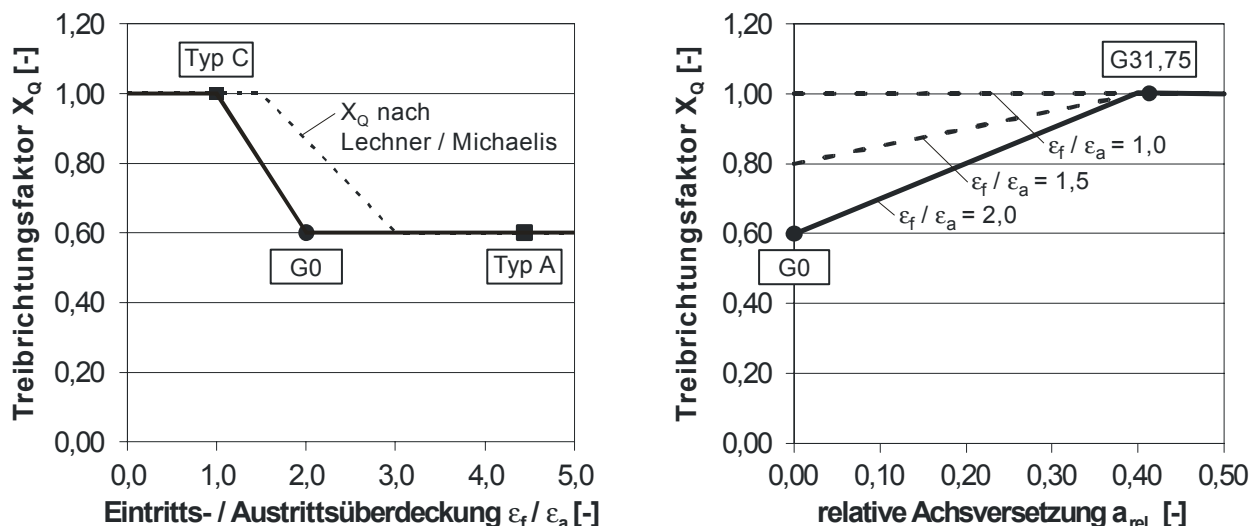 Treibrichtungsfaktor X_Q [-]
1,20
1,00
0,80
0,60
0,40
0,20
0,00
Typ C
X_Q nach
Lechner / Michaelis
G0
Typ A
0,0 1,0 2,0 3,0 4,0 5,0
Eintritts- / Austrittsüberdeckung ε_f / ε_a [-]
Treibrichtungsfaktor X_Q [-]
1,20
1,00
0,80
0,60
0,40
0,20
0,00
G31,75
ε_f / ε_a = 1,0
ε_f / ε_a = 1,5
ε_f / ε_a = 2,0
G0
0,00 0,10 0,20 0,30 0,40 0,50
relative Achsversetzung a_rel [-]